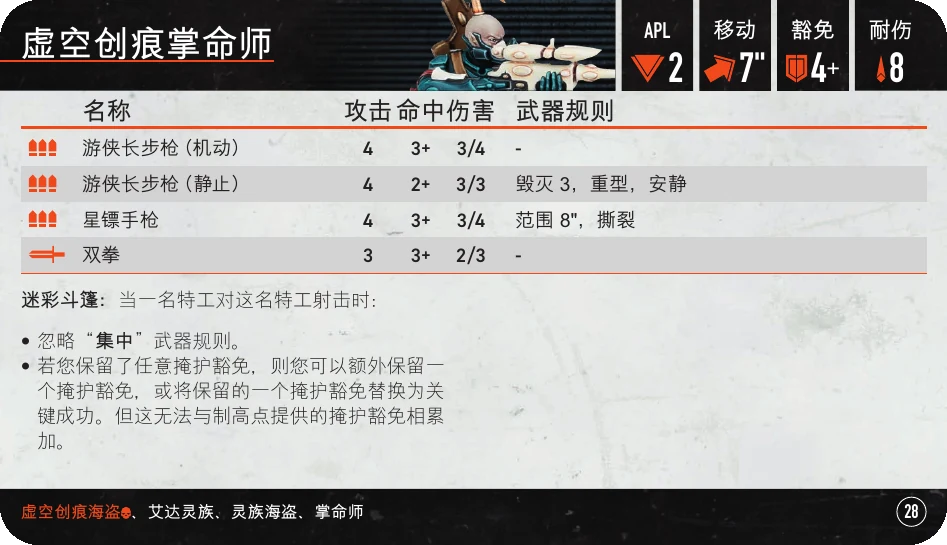 虚空创痕掌命师
APL 移动 豁免 耐伤
2 7" 4+ 8
名称 攻击 命中 伤害 武器规则
游侠长步枪（机动） 4 3+ 3/4 -
游侠长步枪（静止） 4 2+ 3/3 毁灭 3，重型，安静
星镖手枪 4 3+ 3/4 范围 8"，撕裂
双拳 3 3+ 2/3 -
迷彩斗篷：当一名特工对这名特工射击时：
• 忽略“集中”武器规则。
• 若您保留了任意掩护豁免，则您可以额外保留一
个掩护豁免，或将保留的一个掩护豁免替换为关
键成功。但这无法与制高点提供的掩护豁免相累
加。
虚空创痕海盗、艾达灵族、灵族海盗、掌命师
28